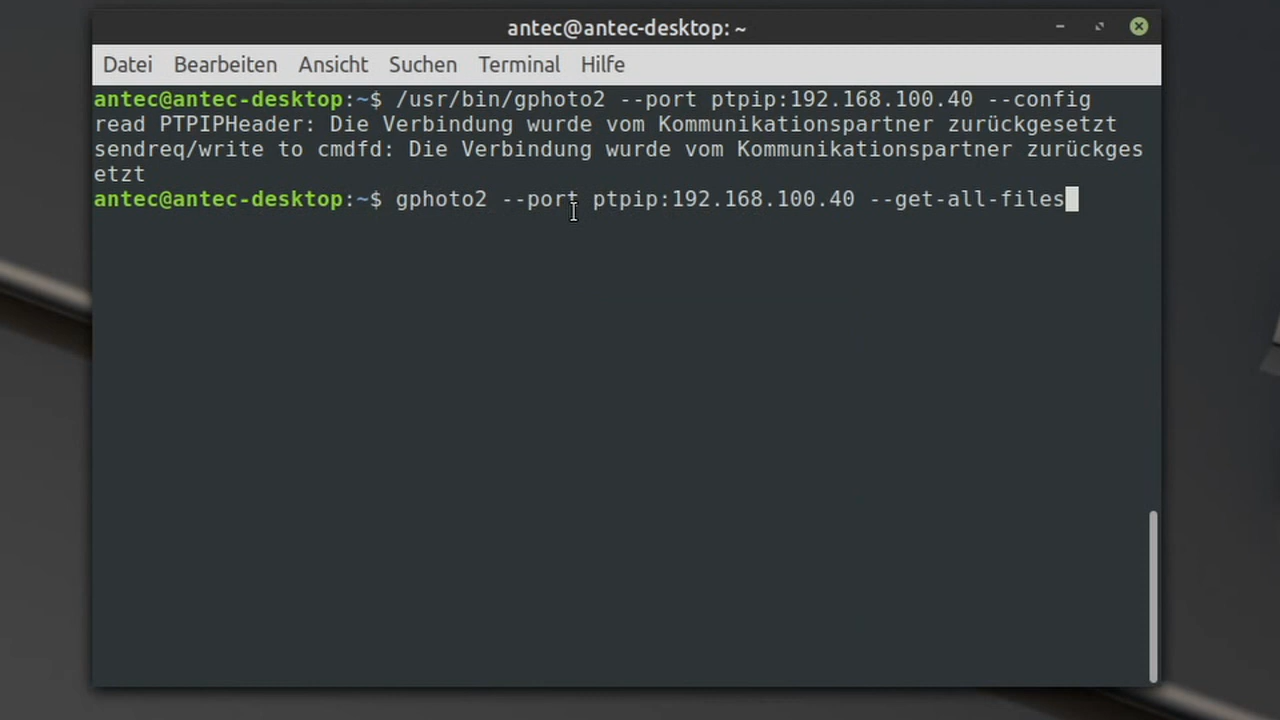 antec@antec-desktop: ~
Datei Bearbeiten Ansicht Suchen Terminal Hilfe
antec@antec-desktop:~$ /usr/bin/gphoto2 --port ptpip:192.168.100.40 --config
read PTPIPHeader: Die Verbindung wurde vom Kommunikationspartner zurückgesetzt
sendreq/write to cmdfd: Die Verbindung wurde vom Kommunikationspartner zurückges
etzt
antec@antec-desktop:~$ gphoto2 --port ptpip:192.168.100.40 --get-all-files